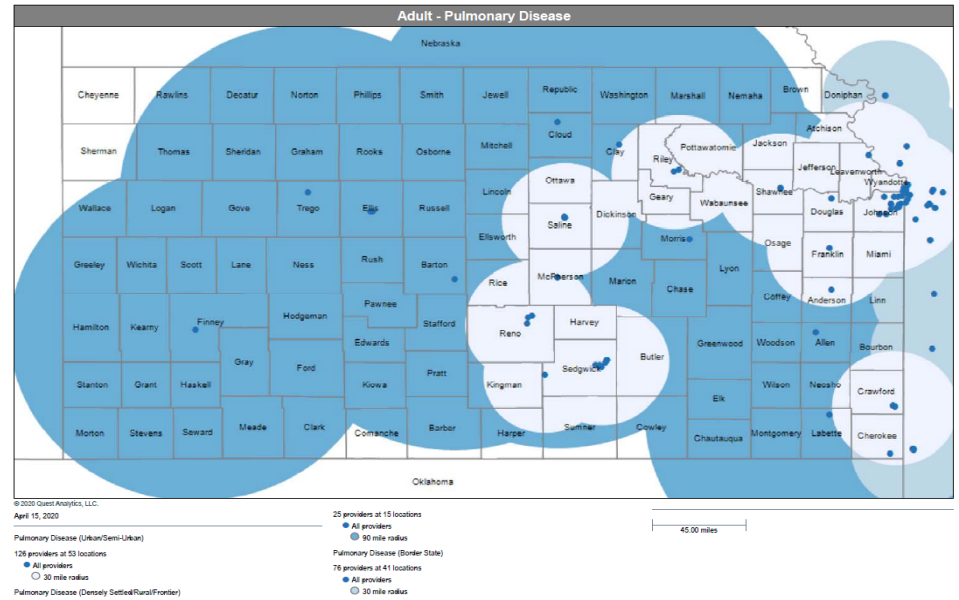 Adult - Pulmonary Disease
Nebraska
Cheyenne Rawlins Decatur Norton Phillips Smith Jewell Republic Washington Marshall Nemaha Brown Doniphan
Cloud Atchison
Sherman Thomas Sheridan Graham Rooks Osborne Mitchell Clay Riley Pottawatomie Jackson Jefferson Leavenworth
Ottawa Wyandotte
Wallace Logan Gove Trego Ellis Russell Lincoln Saline Dickinson Geary Wabaunsee Shawnee Douglas Johnson
Ellsworth Morris Osage Franklin Miami
Greeley Wichita Scott Lane Ness Rush Barton Rice McPherson Marion Chase Lyon Coffey Anderson Linn
Hamilton Kearny Finney Hodgeman Pawnee Stafford Reno Harvey
Gray Ford Edwards Sedgwick Butler Greenwood Woodson Allen Bourbon
Stanton Grant Haskell Kiowa Pratt Kingman Elk Wilson Neosho Crawford
Morton Stevens Seward Meade Clark Comanche Barber Harper Sumner Cowley Chautauqua Montgomery Labette Cherokee
Oklahoma
© 2020 Quest Analytics, LLC.
April 15, 2020
Pulmonary Disease (Urban/Semi-Urban)
126 providers at 53 locations
All providers
30 mile radius
Pulmonary Disease (Densely Settled/Rural/Frontier)
25 providers at 15 locations
All providers
90 mile radius
Pulmonary Disease (Border State)
76 providers at 41 locations
All providers
30 mile radius
45.00 miles